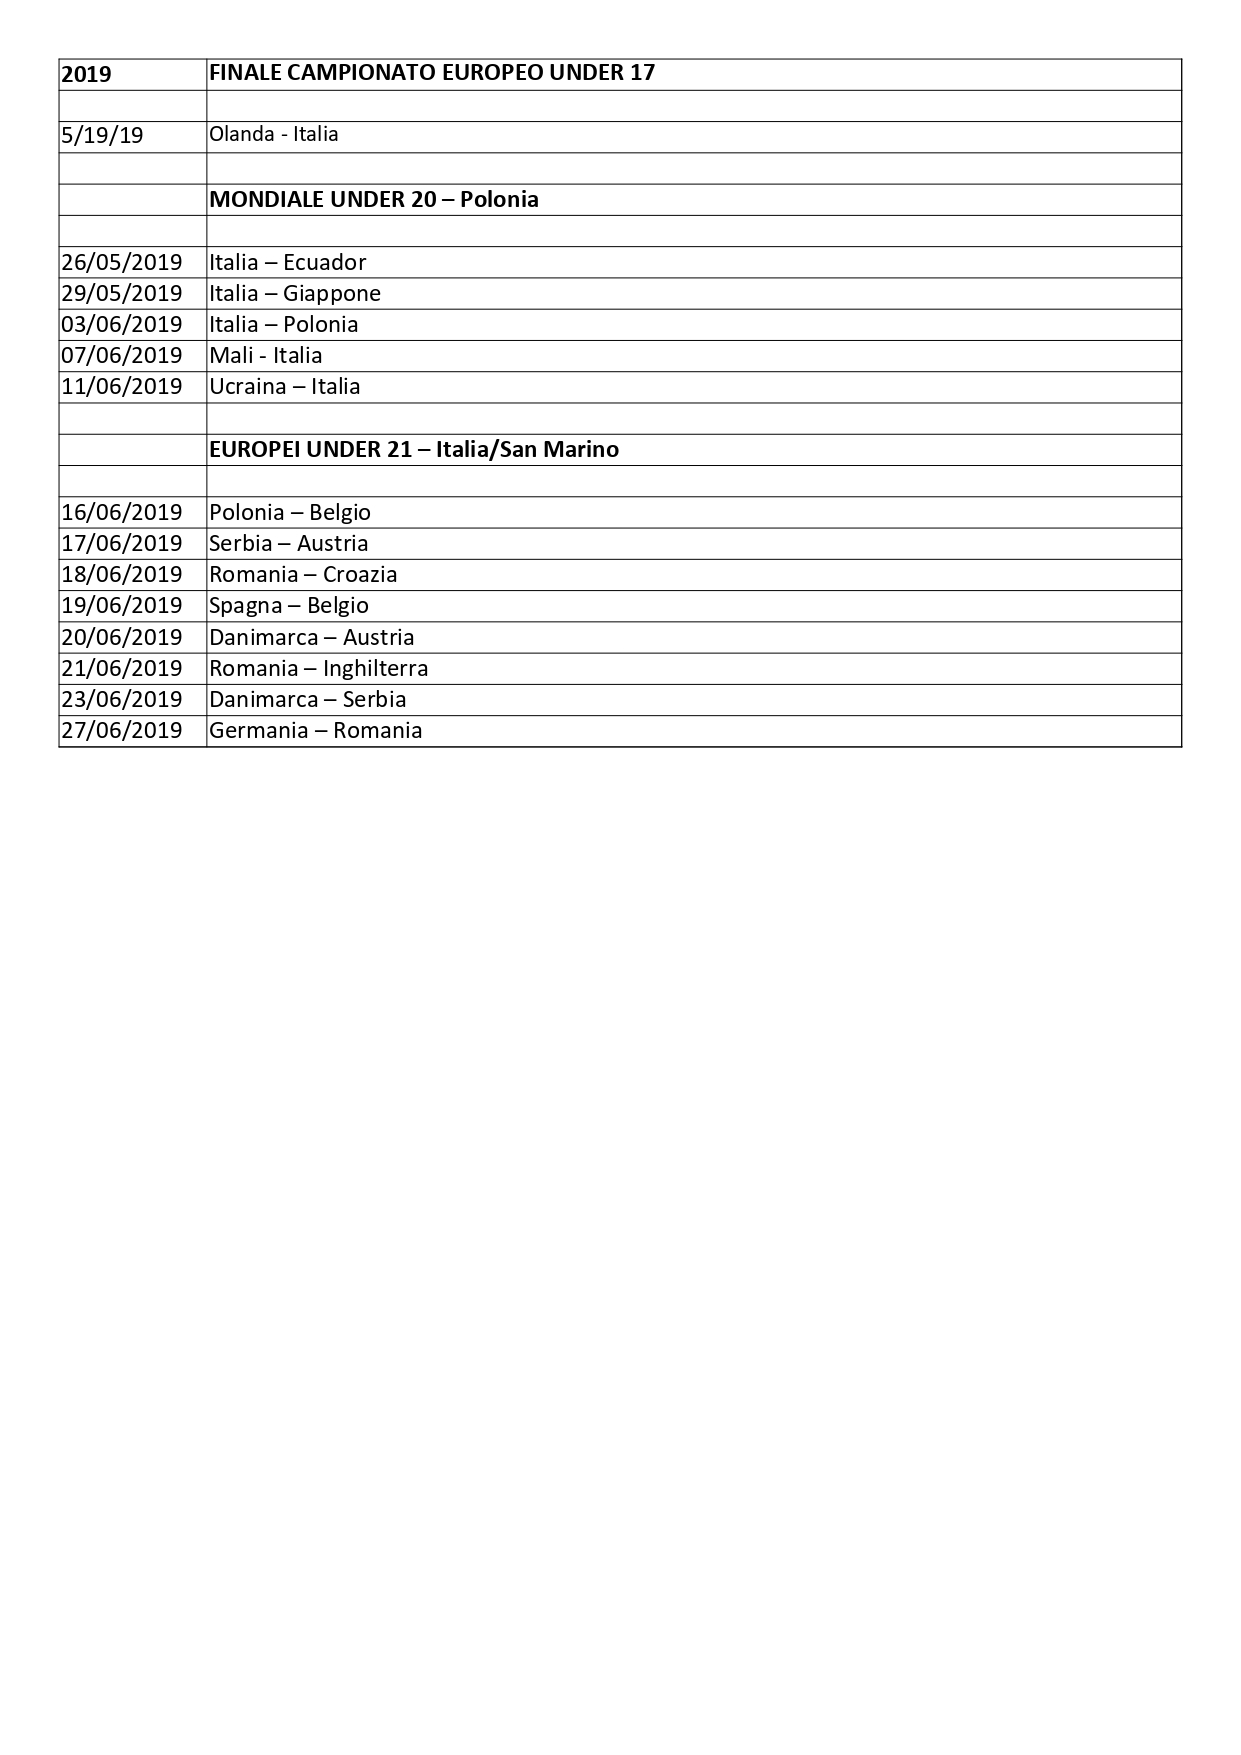 2019 FINALE CAMPIONATO EUROPEO UNDER 17
5/19/19 Olanda - Italia
MONDIALE UNDER 20 – Polonia
26/05/2019 Italia – Ecuador
29/05/2019 Italia – Giappone
03/06/2019 Italia – Polonia
07/06/2019 Mali - Italia
11/06/2019 Ucraina – Italia
EUROPEI UNDER 21 – Italia/San Marino
16/06/2019 Polonia – Belgio
17/06/2019 Serbia – Austria
18/06/2019 Romania – Croazia
19/06/2019 Spagna – Belgio
20/06/2019 Danimarca – Austria
21/06/2019 Romania – Inghilterra
23/06/2019 Danimarca – Serbia
27/06/2019 Germania – Romania